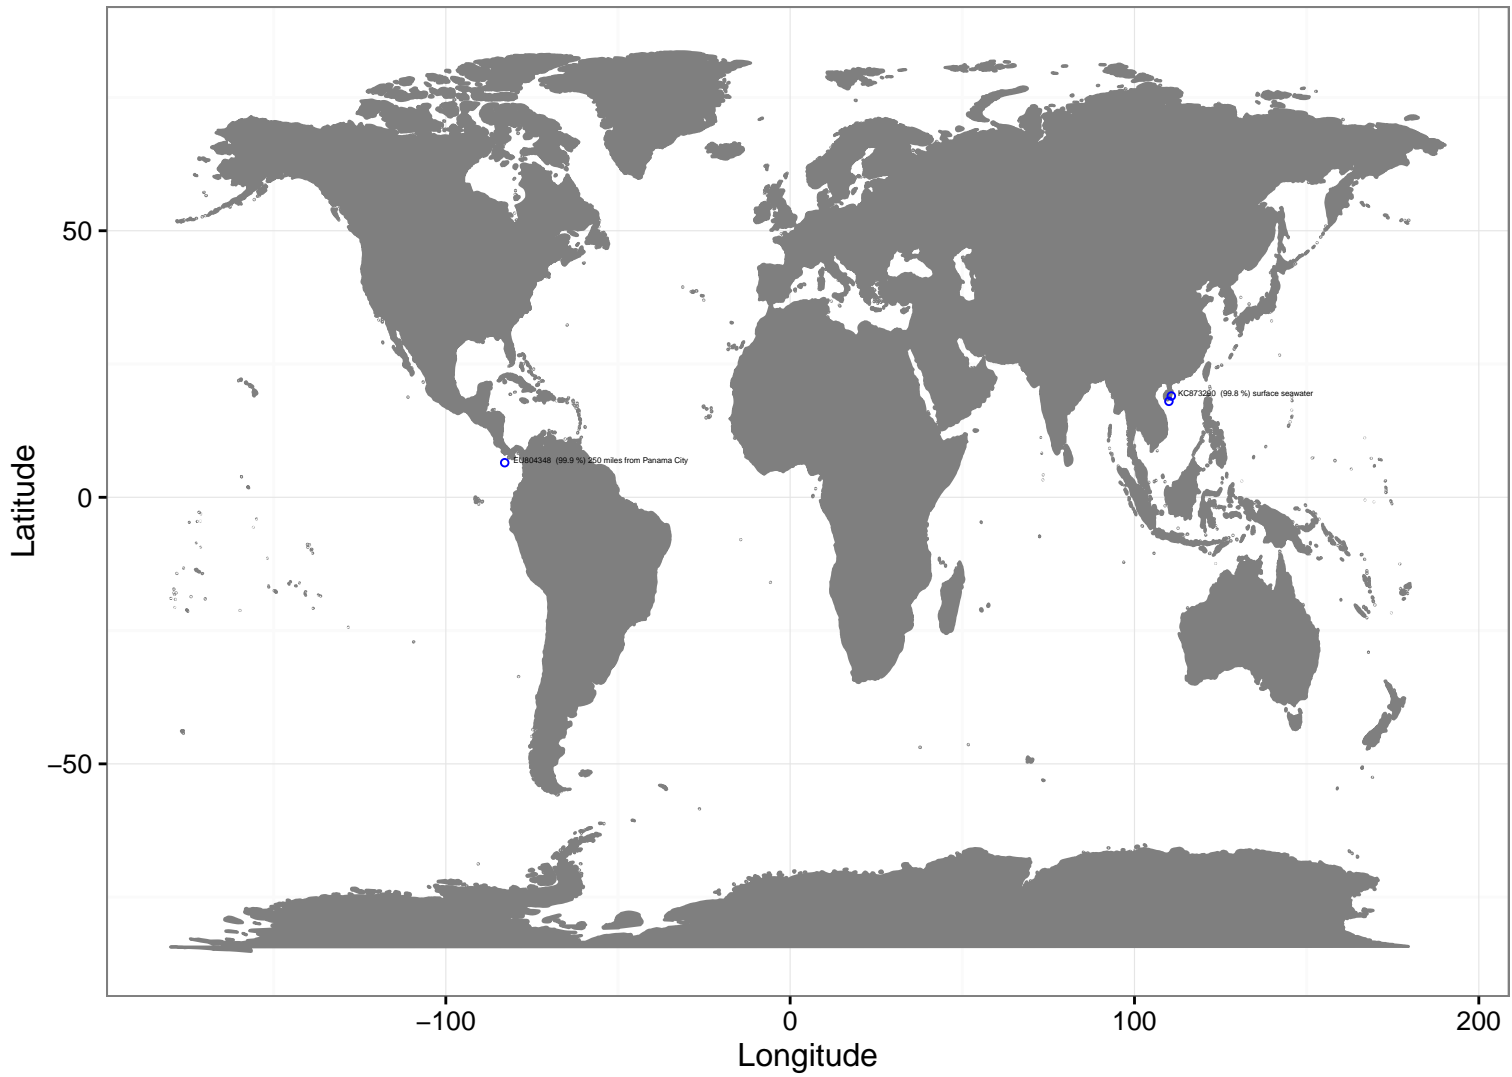 50
KC873290 (99.8 %) surface seawater
EU804348 (99.9 %) 250 miles from Panama City
0
−50
−100
0
100
200
Longitude
Latitude